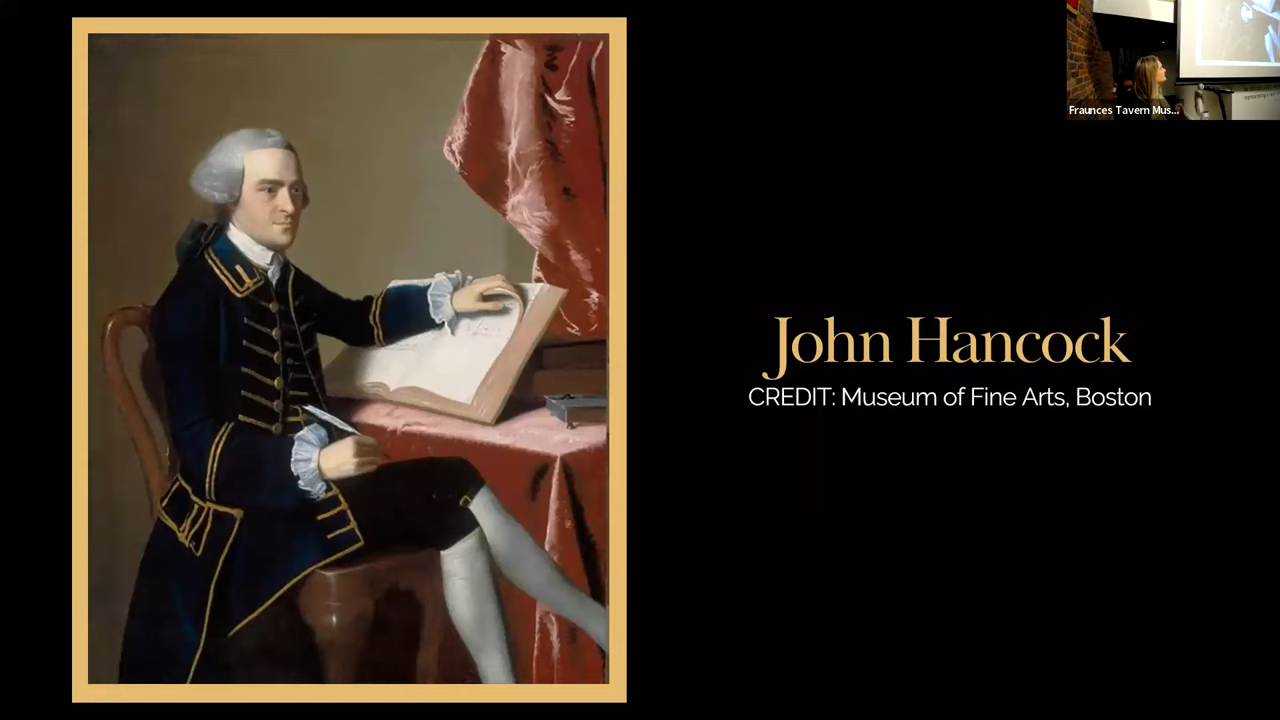 John Hancock
CREDIT: Museum of Fine Arts, Boston
Fraunces Tavern Mus...